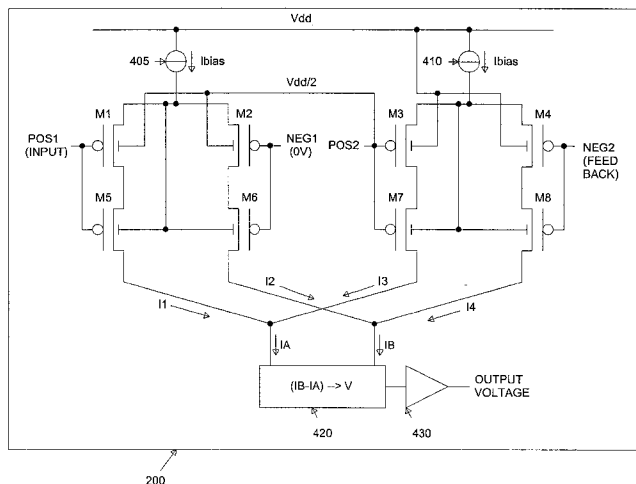 Vdd
405
Ibias
410
Ibias
Vdd/2
M1
M2
M3
M4
POS1
(INPUT)
NEG1
(0V)
POS2
NEG2
(FEED
BACK)
M5
M6
M7
M8
I1
I2
I3
I4
IA
IB
(IB-IA) --> V
OUTPUT
VOLTAGE
420
430
200